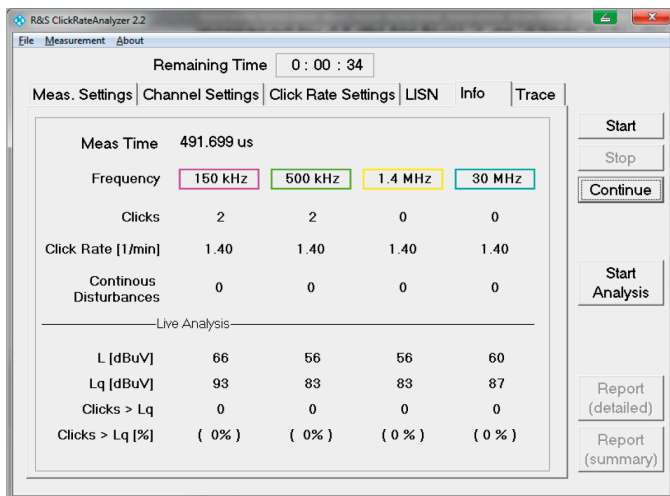 R&S ClickRateAnalyzer 2.2
File Measurement About
Remaining Time 0 : 00 : 34
Meas. Settings Channel Settings Click Rate Settings LISN Info Trace
Meas Time 491.699 us
Frequency 150 kHz 500 kHz 1.4 MHz 30 MHz
Clicks 2 2 0 0
Click Rate [1/min] 1.40 1.40 1.40 1.40
Continous
Disturbances 0 0 0 0
Live Analysis
L [dBuV] 66 56 56 60
Lq [dBuV] 93 83 83 87
Clicks > Lq 0 0 0 0
Clicks > Lq [%] ( 0% ) ( 0% ) ( 0 % ) ( 0 % )
Start
Stop
Continue
Start
Analysis
Report
(detailed)
Report
(summary)